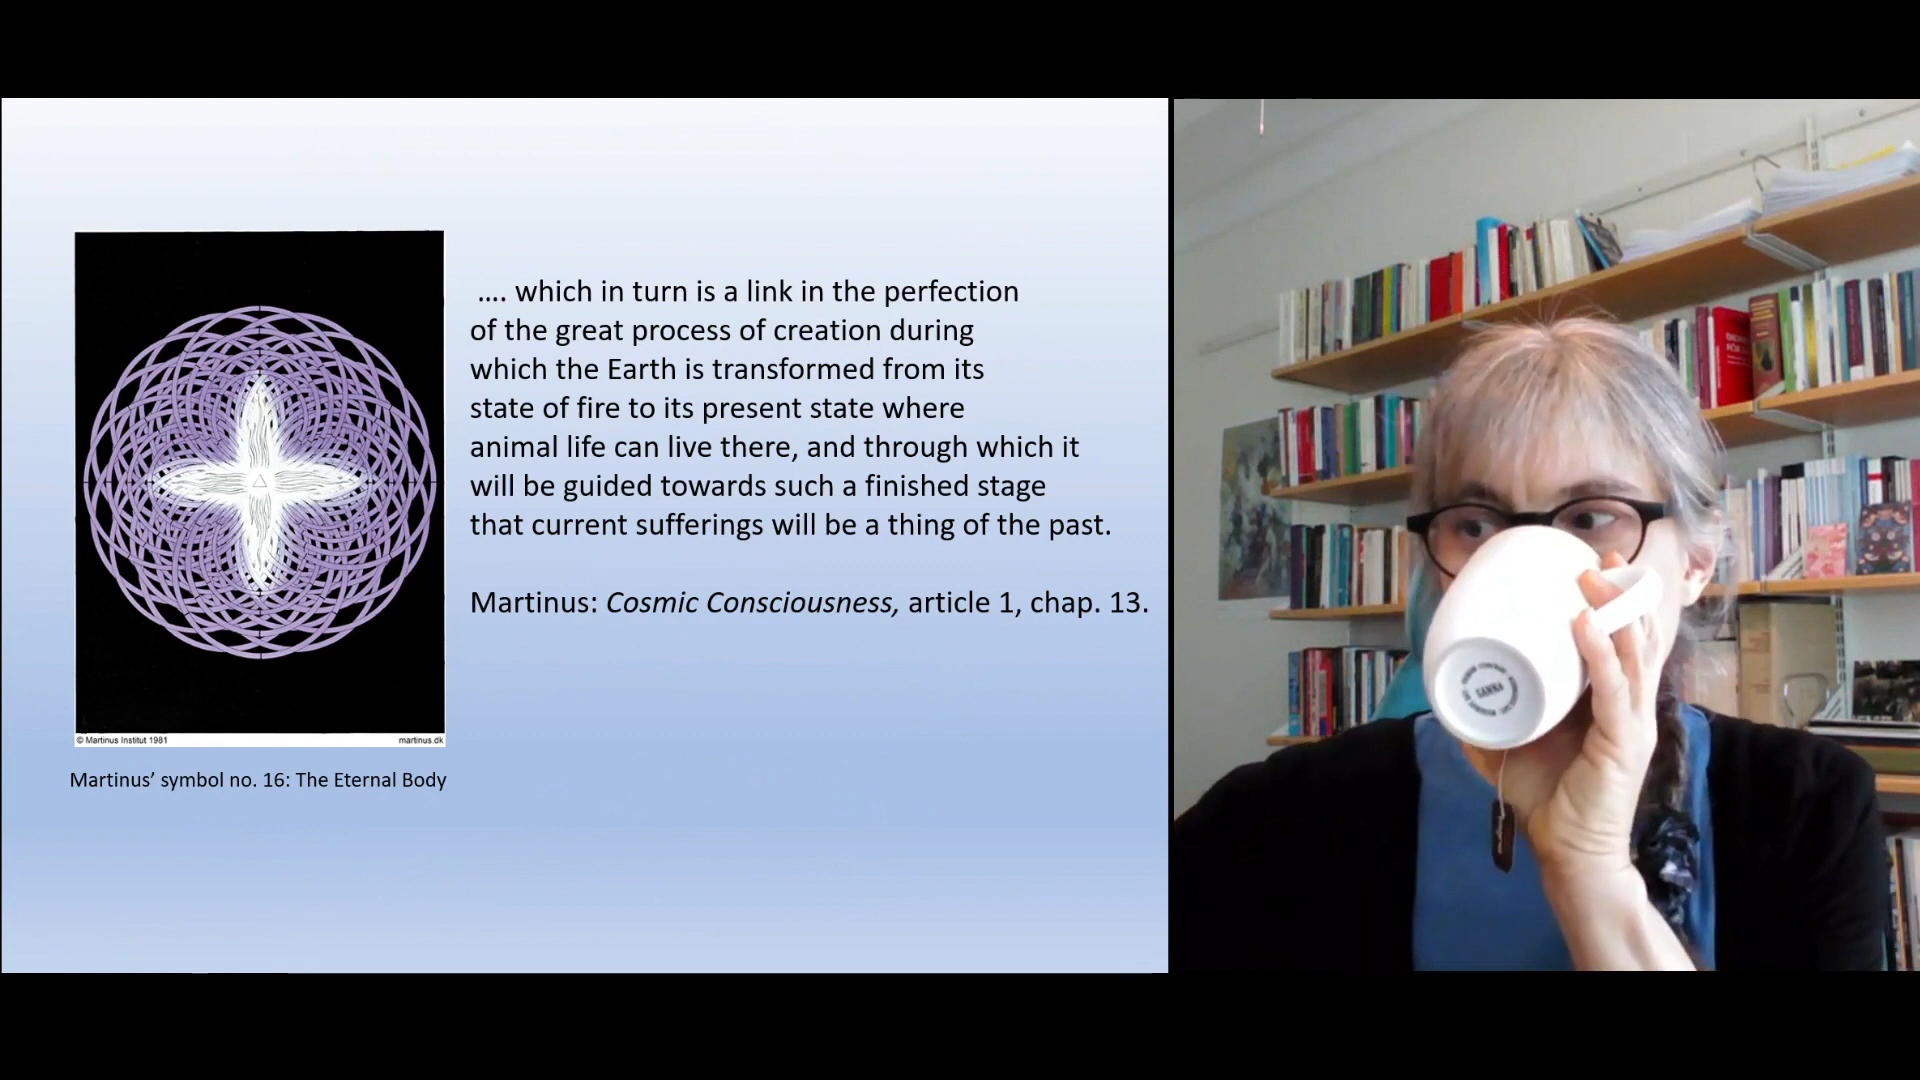 .... which in turn is a link in the perfection
of the great process of creation during
which the Earth is transformed from its
state of fire to its present state where
animal life can live there, and through which it
will be guided towards such a finished stage
that current sufferings will be a thing of the past.
Martinus: Cosmic Consciousness, article 1, chap. 13.
© Martinus Institut 1981
martinus.dk
Martinus’ symbol no. 16: The Eternal Body
SANNA